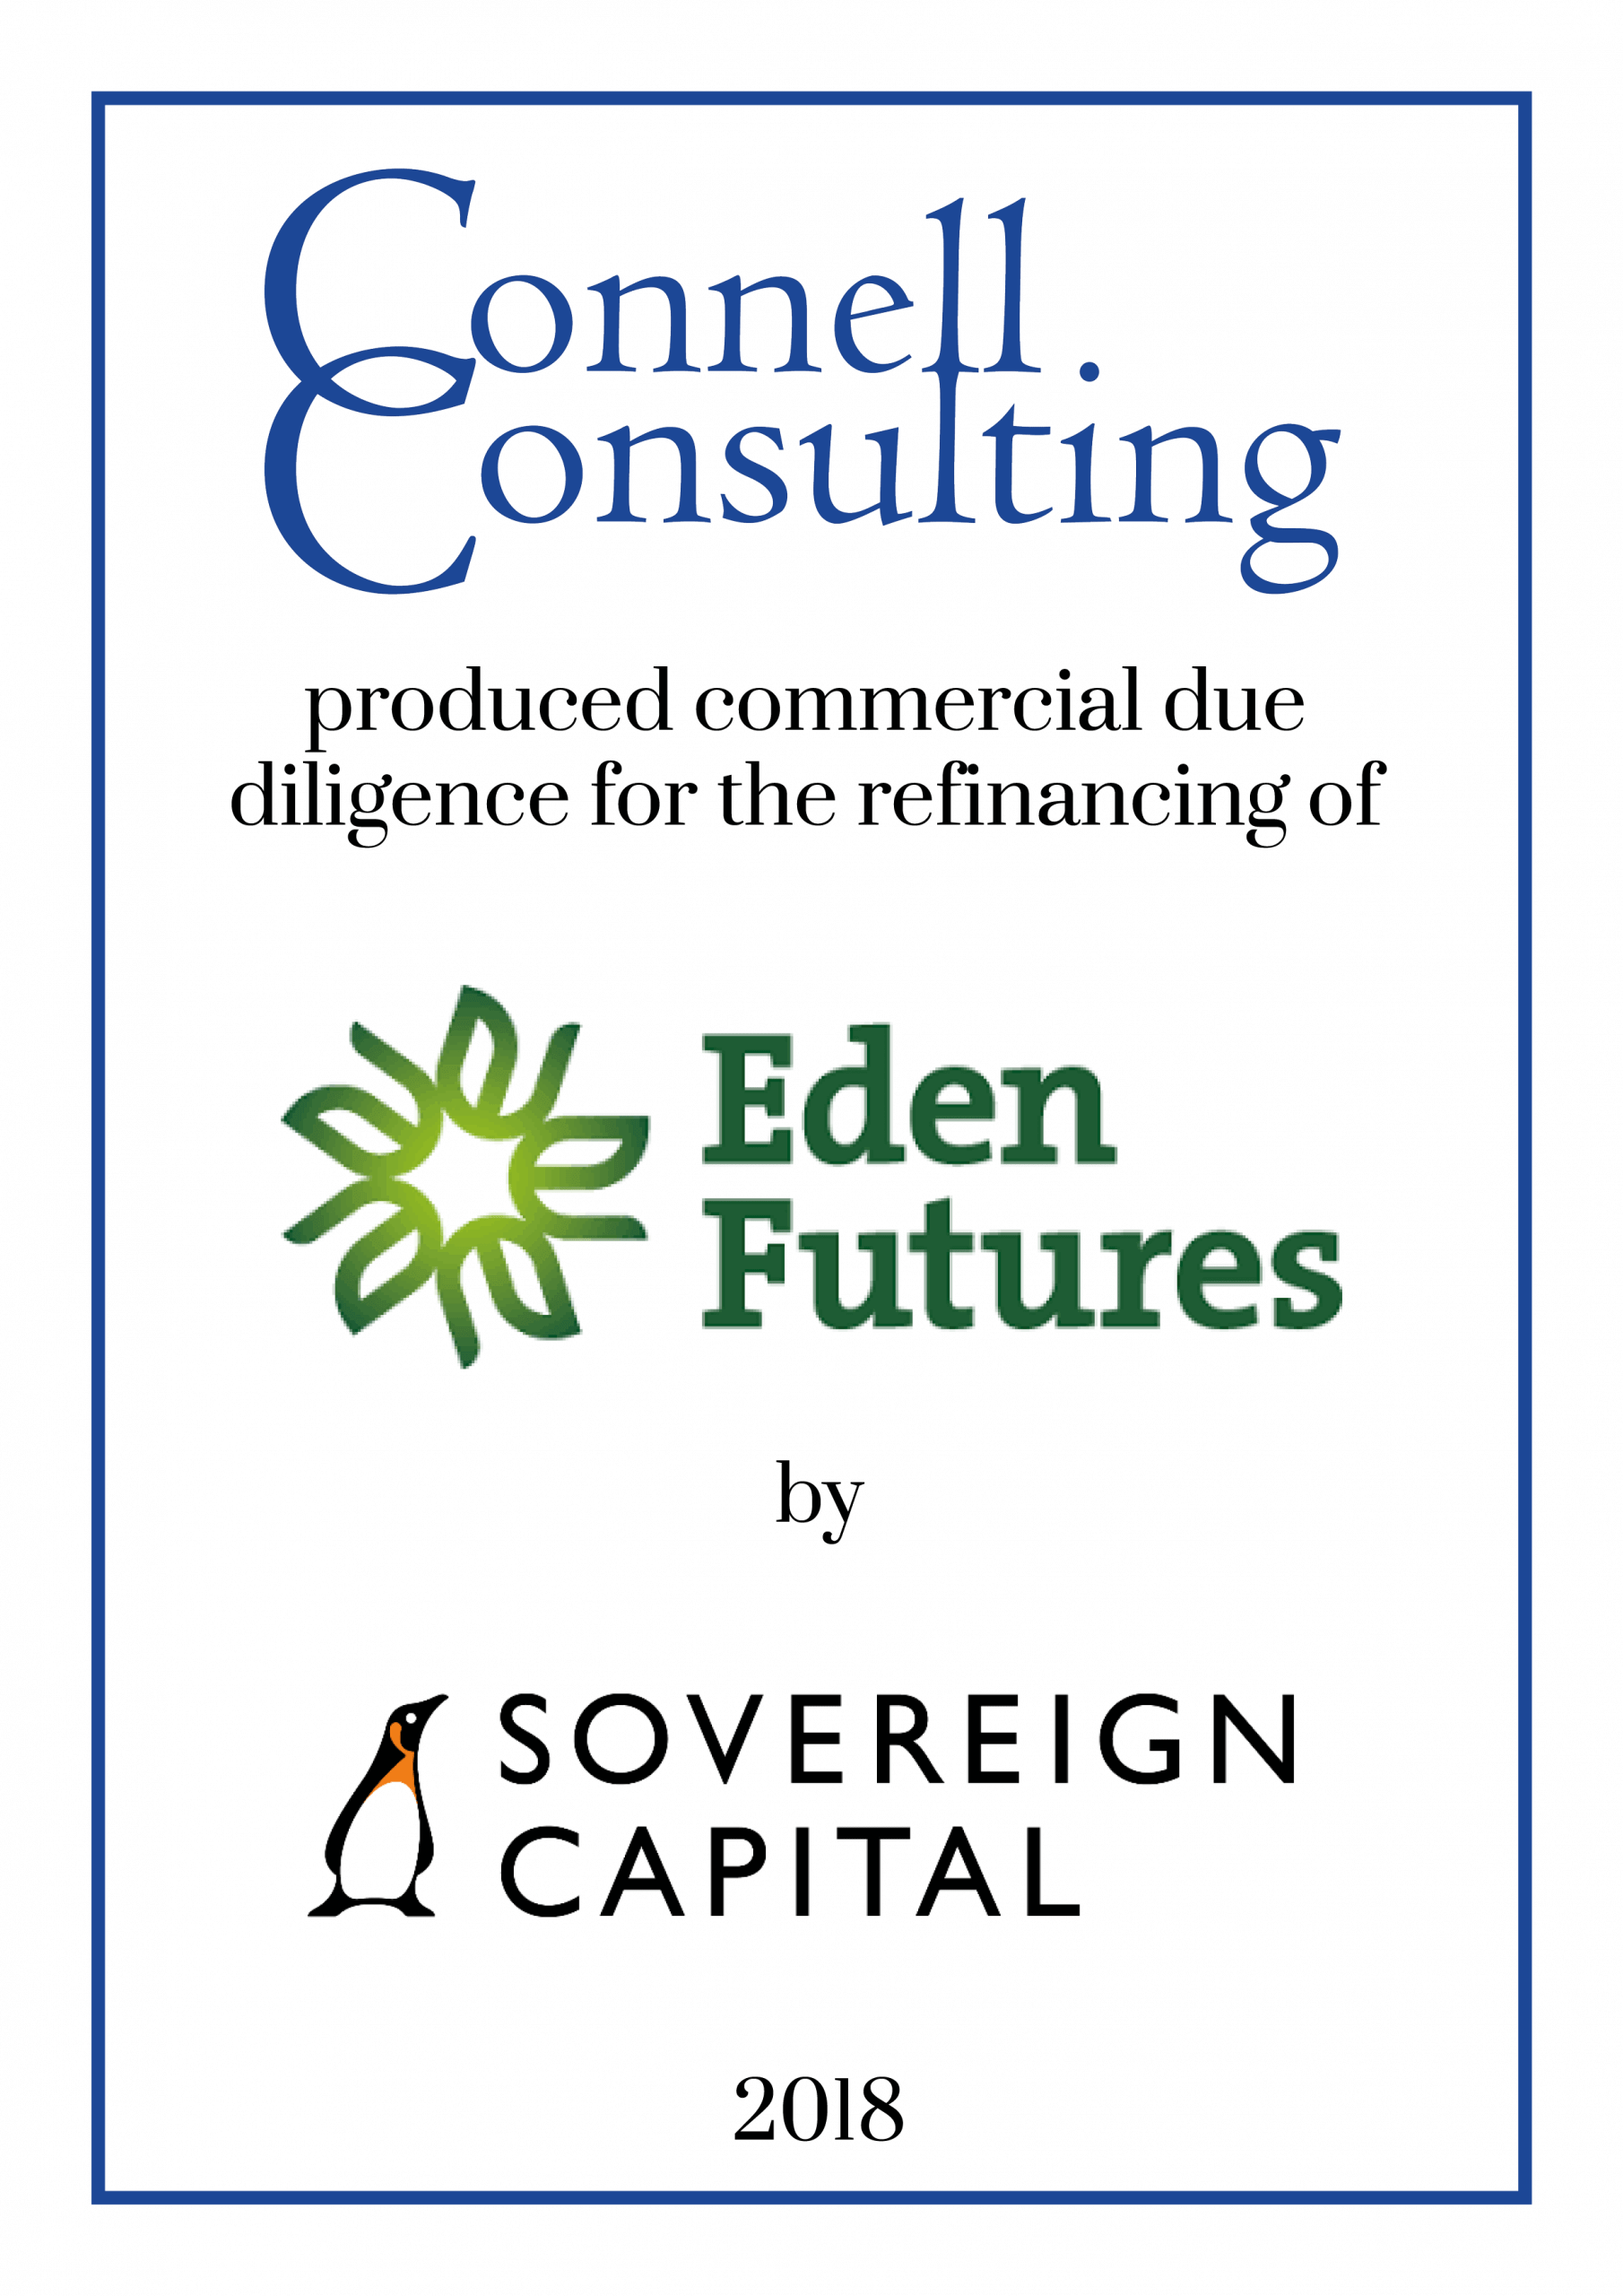 Connell
Consulting
produced commercial due
diligence for the refinancing of
Eden
Futures
by
SOVEREIGN
CAPITAL
2018